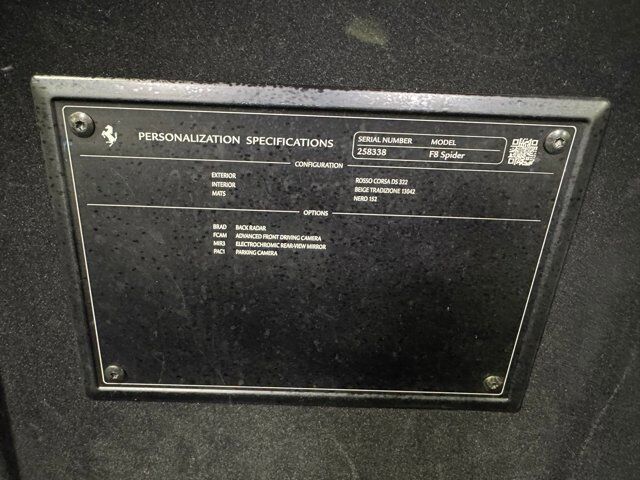 PERSONALIZATION SPECIFICATIONS
SERIAL NUMBER MODEL
258338 F8 Spider
CONFIGURATION
EXTERIOR ROSSO CORSA DS 322
INTERIOR BEIGE TRADIZIONE 13042
MATS NERO 152
OPTIONS
BRAD BACK RADAR
FCAM ADVANCED FRONT DRIVING CAMERA
MIR3 ELECTROCHROMIC REAR-VIEW MIRROR
PAC1 PARKING CAMERA